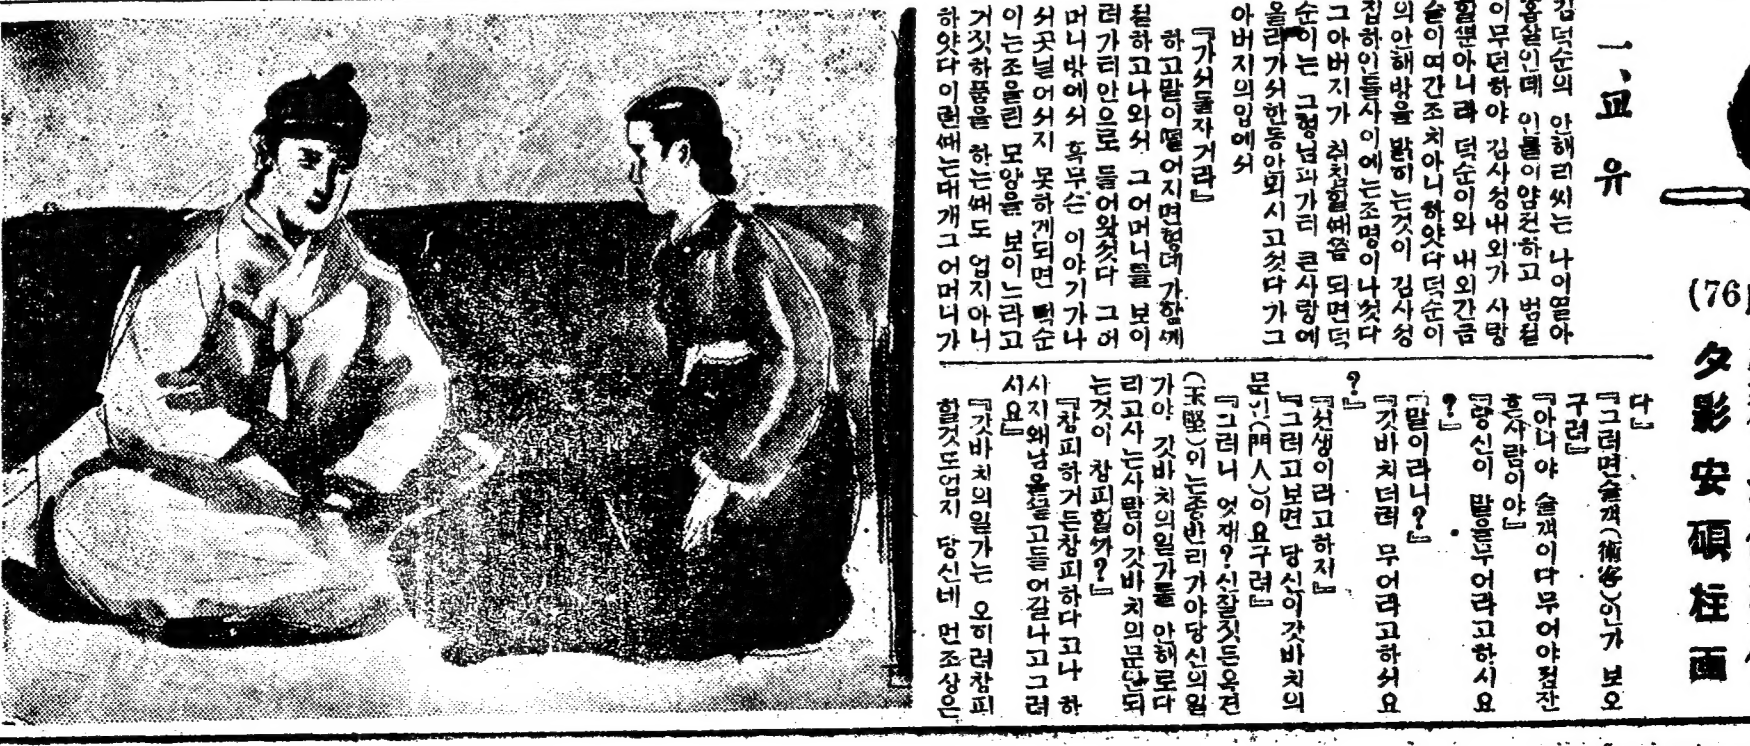 (76)
夕影 安碩柱 画
一、교 유
김덕순의 안해리씨는 나이열아
홉살인데 인물이얌전하고 범절
이무던하야 김사성내외가 사랑
할뿐아니라 덕순이와 내외간금
슬이여간조치아니하얏다덕순이
의안해방을 밝히는것이 김사성
집하인들사이에는조명이나섯다
그아버지가 취침할때쯤 되면덕
순이는 그형님과가티 큰사랑에
올라가서한동안뫼시고섯다가그
아버지의입에서
『가서들자거라』
하고말이떨어지면형데가함께
절하고나와서 그어머니를 보이
려가티안으로 들어왓섯다 그어
머니밖에서 혹무슨 이야기가나
서곳닐어서지 못하게되면 덕순
이는조을린 모양을 보이느라고
거짓하품을 하는때도 업지아니
하얏다이런때는대개그어머니가
다』
『그러면술객(術客)인가 보오
구려』
『아니야 술객이다무어야점잔
흔사람이야』
『당신이 말을무어라고하시요
?』
『말이라니?』
『갓바치더러 무어라고하서요
?』
『선생이라고하지』
『그러고보면 당신이갓바치의
문인(門人)이요구려』
『그러니 엇재?신잘짓든옥견
(玉堅)이는종반리가야당신의일
가야 갓바치의일가를 안해로다
리고사는사람이갓바치의문인되
는것이 창피할까?』
『창피하거든창피하다고나 하
시지왜남을쓸고들어갈나고그러
서요』
『갓바치의일가는 오히려창피
할것도업지 당신네 먼조상은